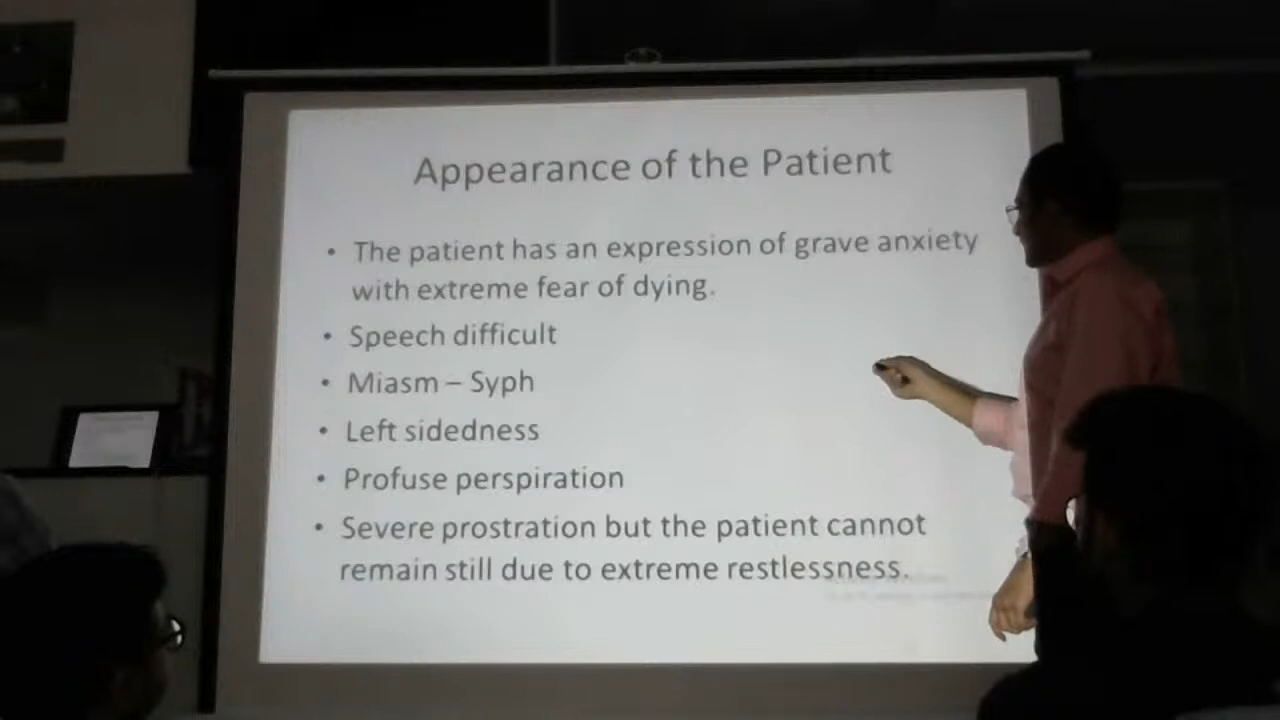 Appearance of the Patient
• The patient has an expression of grave anxiety
with extreme fear of dying.
• Speech difficult
• Miasm – Syph
• Left sidedness
• Profuse perspiration
• Severe prostration but the patient cannot
remain still due to extreme restlessness.